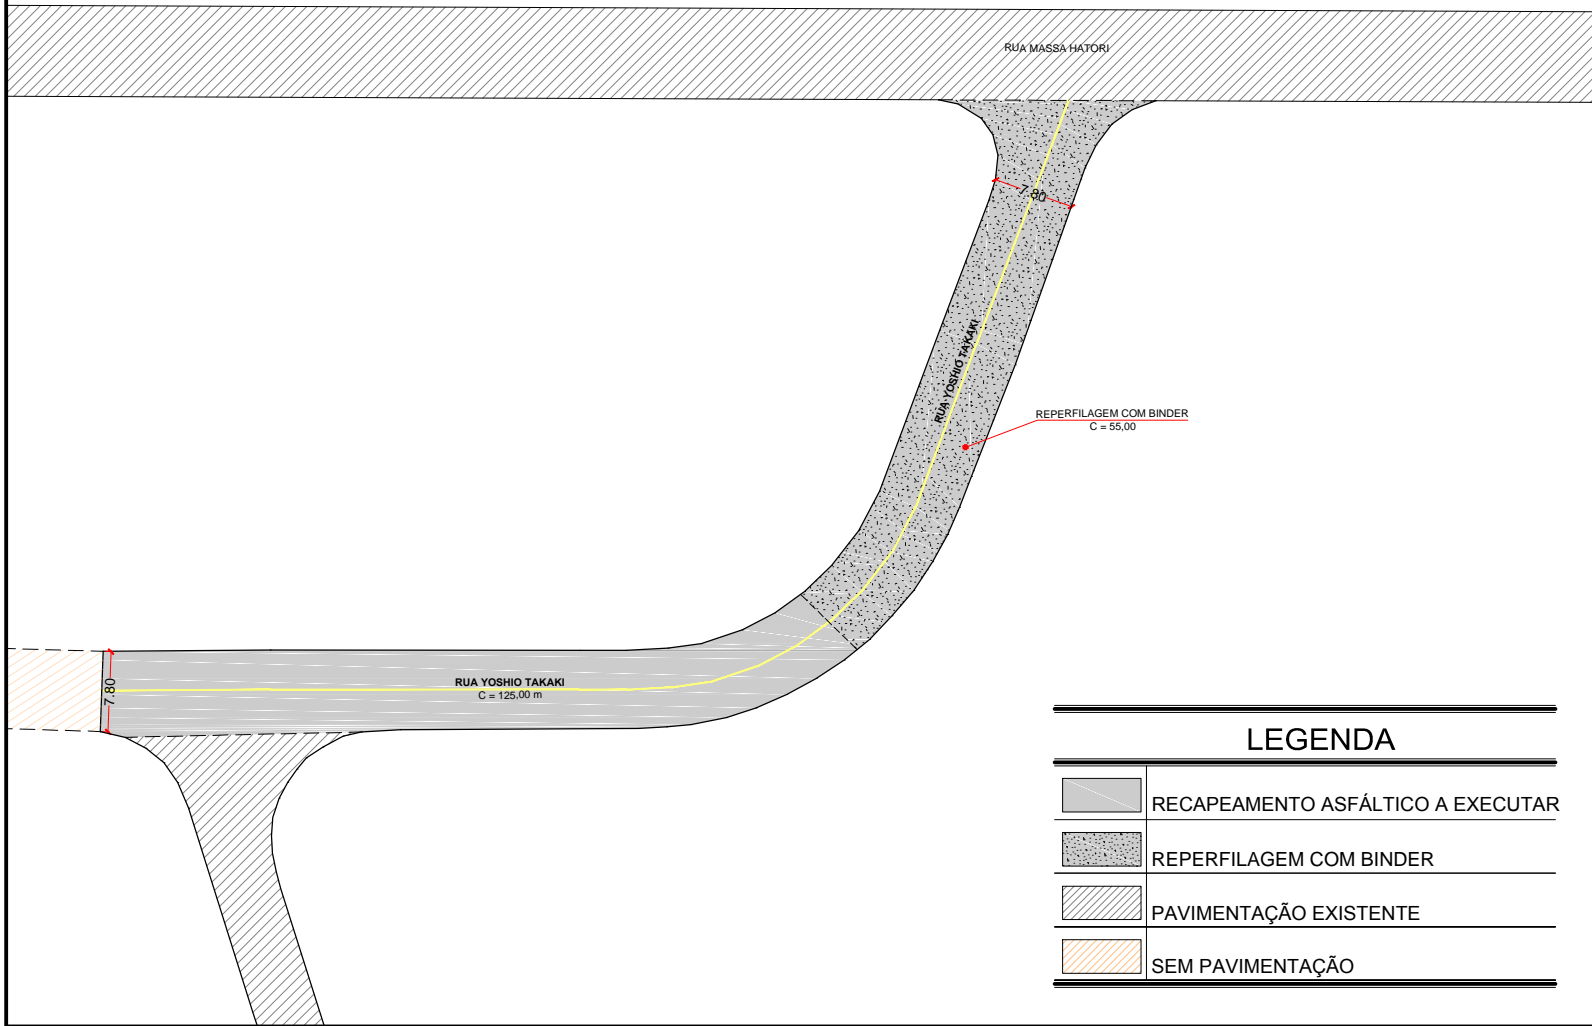 RUA MASSA HATORI
7.80
RUA YOSHIO TAKAKI
REPERFILAGEM COM BINDER
C = 55,00
7.80
RUA YOSHIO TAKAKI
C = 125,00 m
LEGENDA
RECAPEAMENTO ASFÁLTICO A EXECUTAR
REPERFILAGEM COM BINDER
PAVIMENTAÇÃO EXISTENTE
SEM PAVIMENTAÇÃO